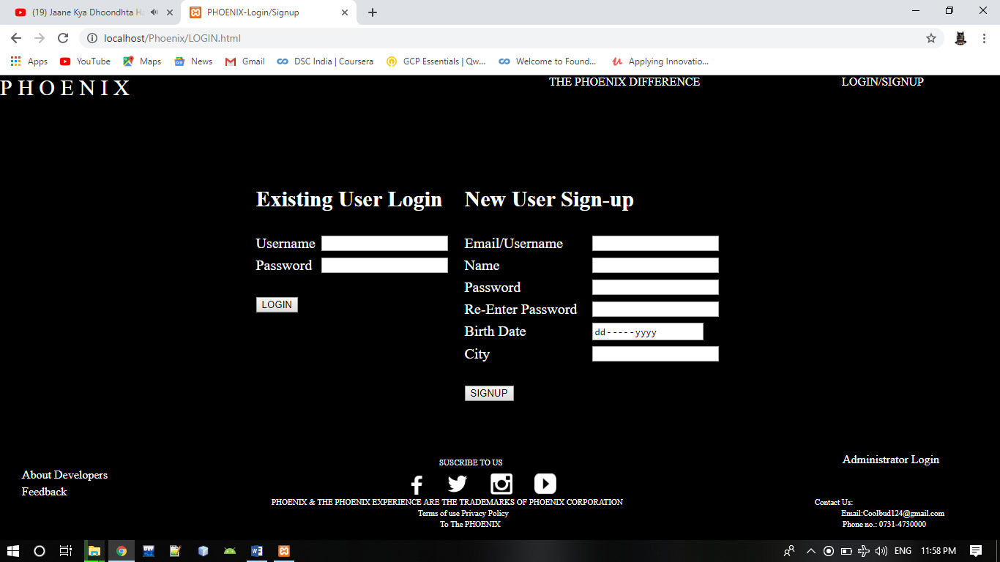 (19) Jaane Kya Dhoondhta Ha
PHOENIX-Login/Signup
localhost/Phoenix/LOGIN.html
Apps YouTube Maps News Gmail DSC India | Coursera GCP Essentials | Qw... Welcome to Found... Applying Innovatio...
P H O E N I X
THE PHOENIX DIFFERENCE
LOGIN/SIGNUP
Existing User Login
Username
Password
LOGIN
New User Sign-up
Email/Username
Name
Password
Re-Enter Password
Birth Date dd-----yyyy
City
SIGNUP
About Developers
Feedback
SUSCRIBE TO US
PHOENIX & THE PHOENIX EXPERIENCE ARE THE TRADEMARKS OF PHOENIX CORPORATION
Terms of use Privacy Policy
To The PHOENIX
Administrator Login
Contact Us:
Email:Coolbud124@gmail.com
Phone no.: 0731-4730000
ENG 11:58 PM